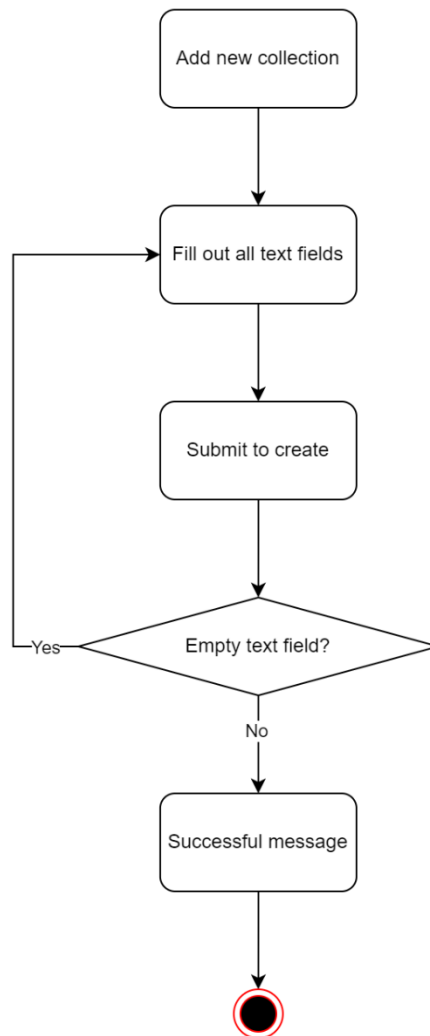 Add new collection
Fill out all text fields
Submit to create
Empty text field?
Yes
No
Successful message